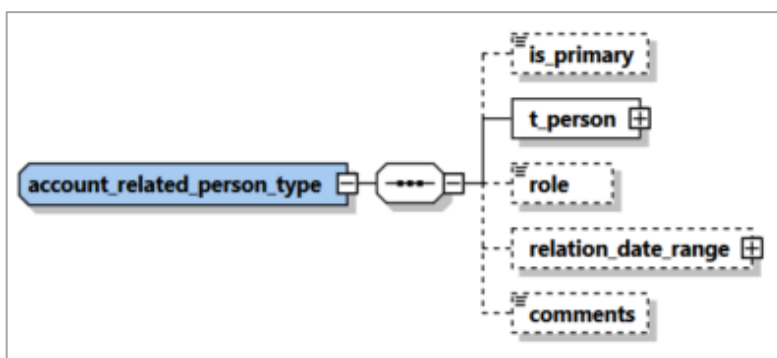 is_primary
t_person
account_related_person_type
role
relation_date_range
comments